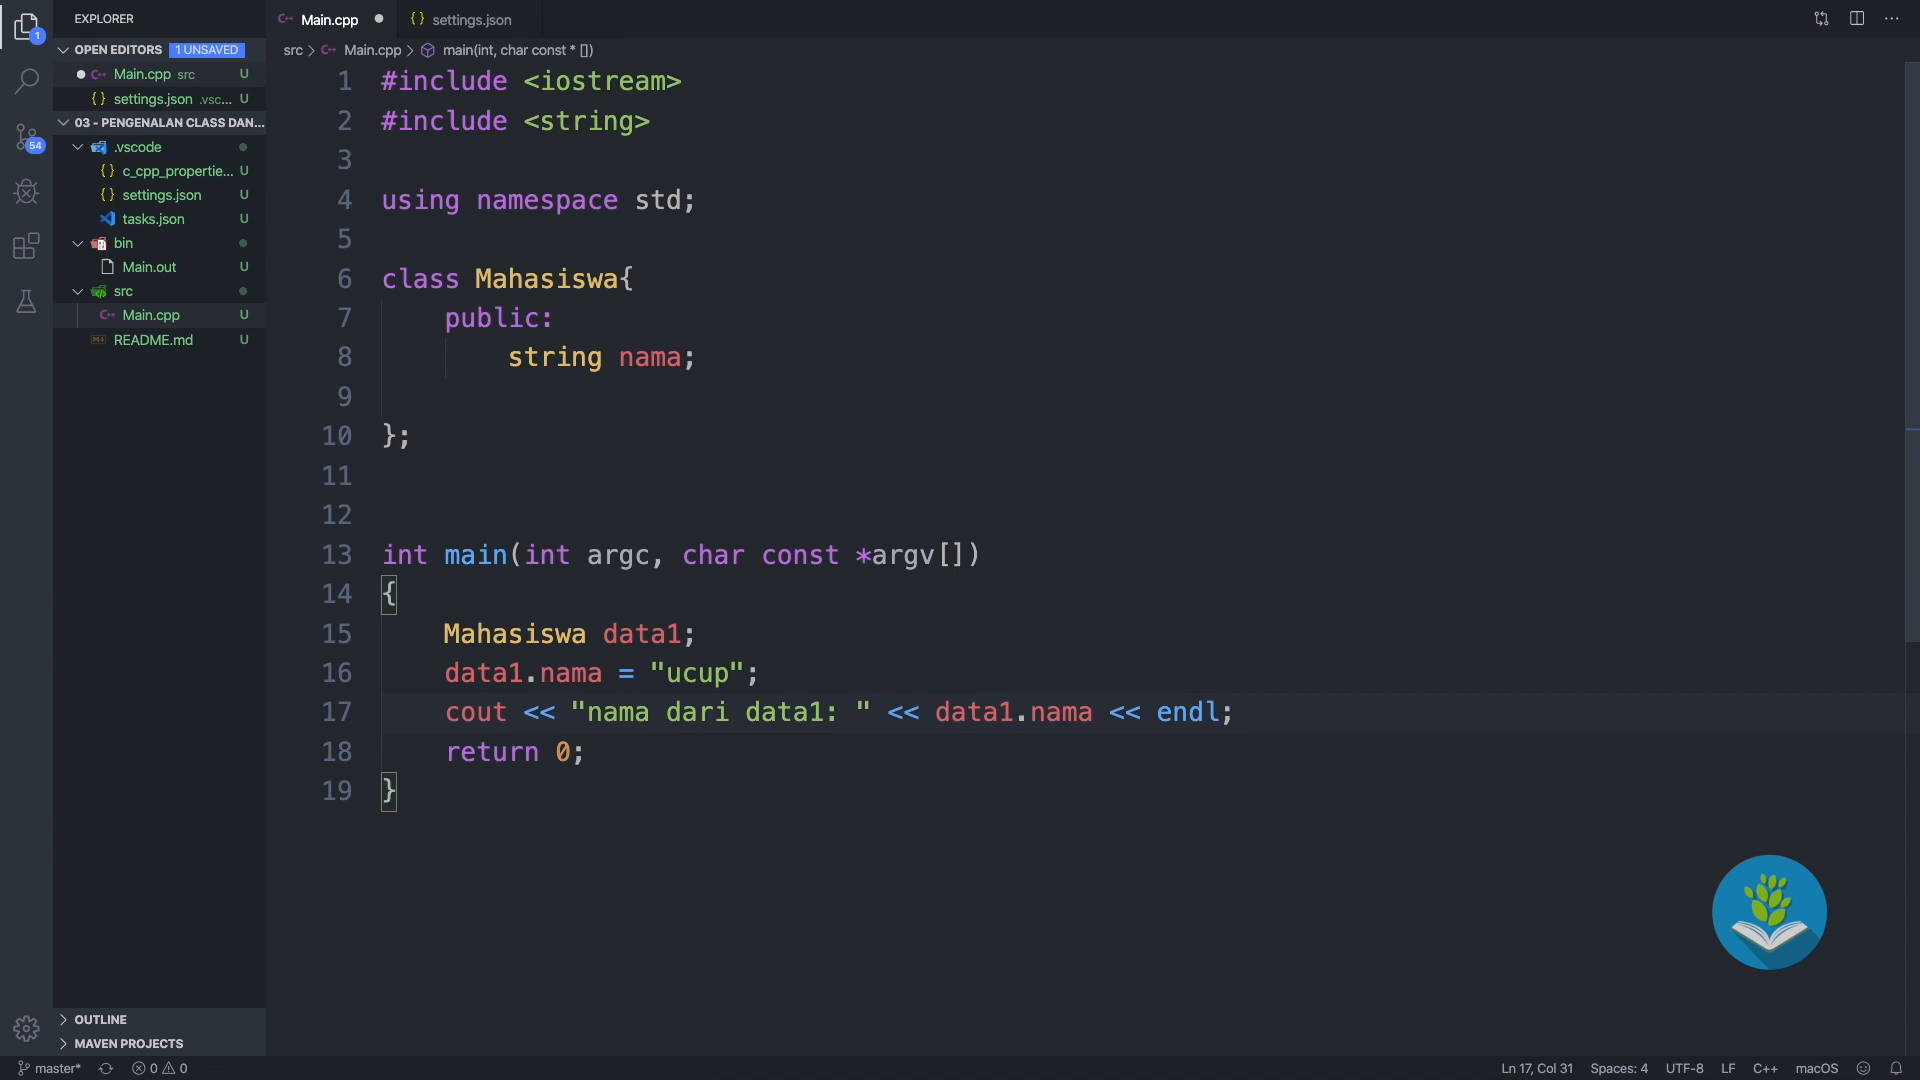 EXPLORER
OPEN EDITORS 1 UNSAVED
Main.cpp src U
{} settings.json .vsc... U
03 - PENGENALAN CLASS DAN...
.vscode
{} c_cpp_propertie... U
{} settings.json U
tasks.json U
bin
Main.out U
src
Main.cpp U
README.md U
OUTLINE
MAVEN PROJECTS
1
54
Main.cpp
{} settings.json
src > Main.cpp > main(int, char const * [])
1 #include <iostream>
2 #include <string>
3
4 using namespace std;
5
6 class Mahasiswa{
7 public:
8 string nama;
9
10 };
11
12
13 int main(int argc, char const *argv[])
14 {
15 Mahasiswa data1;
16 data1.nama = "ucup";
17 cout << "nama dari data1: " << data1.nama << endl;
18 return 0;
19 }
master* 0 0
Ln 17, Col 31 Spaces: 4 UTF-8 LF C++ macOS